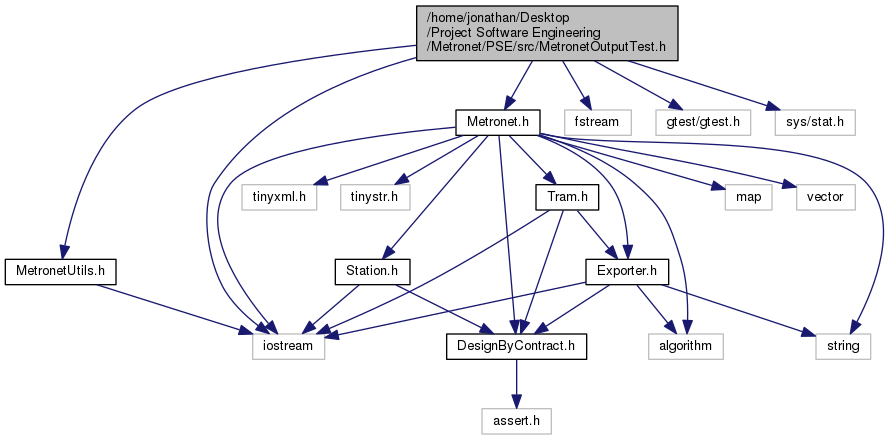 /home/jonathan/Desktop
/Project Software Engineering
/Metronet/PSE/src/MetronetOutputTest.h
Metronet.h
fstream
gtest/gtest.h
sys/stat.h
tinyxml.h
tinystr.h
Tram.h
map
vector
MetronetUtils.h
Station.h
Exporter.h
iostream
DesignByContract.h
algorithm
string
assert.h